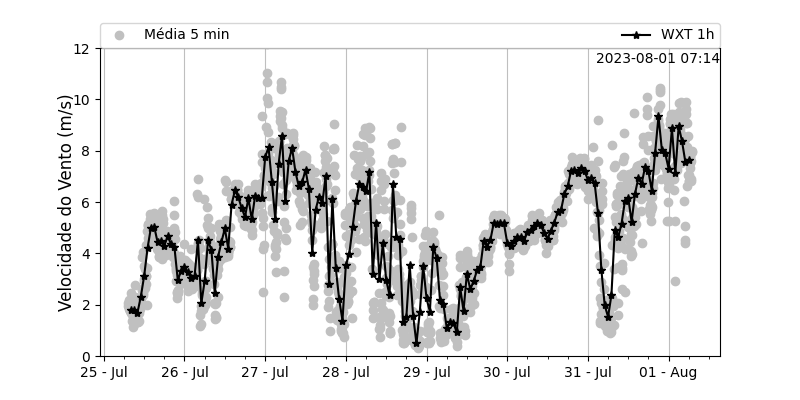 Média 5 min
WXT 1h
2023-08-01 07:14
Velocidade do Vento (m/s)
12
10
8
6
4
2
0
25 - Jul
26 - Jul
27 - Jul
28 - Jul
29 - Jul
30 - Jul
31 - Jul
01 - Aug